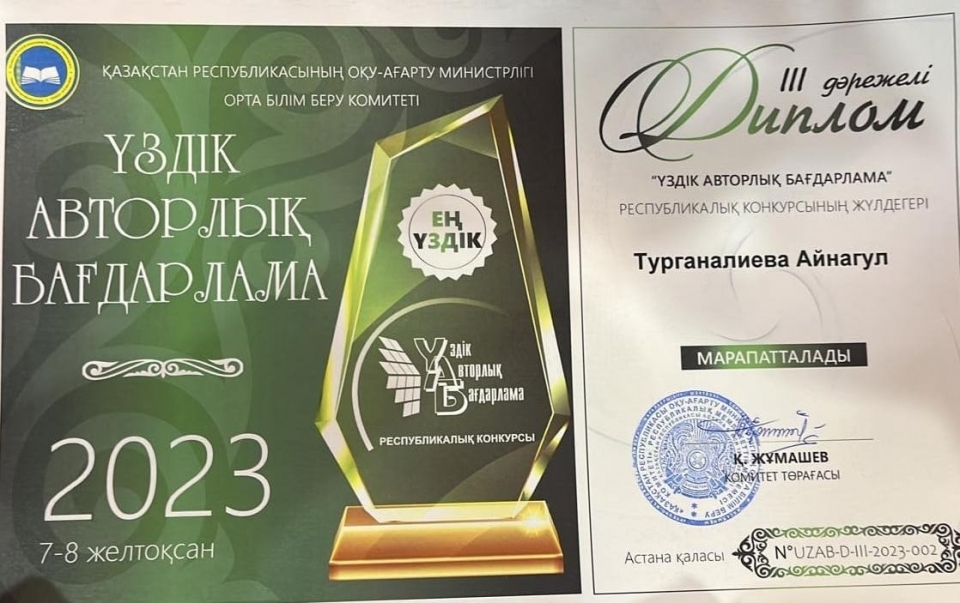 ҚАЗАҚСТАН РЕСПУБЛИКАСЫНЫҢ ОҚУ-АҒАРТУ МИНИСТРЛІГІ
ОРТА БІЛІМ БЕРУ КОМИТЕТІ
ҮЗДІК
АВТОРЛЫҚ
БАҒДАРЛАМА
2023
7-8 желтоқсан
ЕҢ
ҮЗДІК
Үздік
Авторлық
Бағдарлама
РЕСПУБЛИКАЛЫҚ КОНКУРСЫ
III дәрежелі
Диплом
"ҮЗДІК АВТОРЛЫҚ БАҒДАРЛАМА"
РЕСПУБЛИКАЛЫҚ КОНКУРСЫНЫҢ ЖҮЛДЕГЕРІ
Турганалиева Айнагул
МАРАПАТТАЛАДЫ
Қ. ЖҰМАШЕВ
КОМИТЕТ ТӨРАҒАСЫ
Астана қаласы
N°UZAB-D-III-2023-002